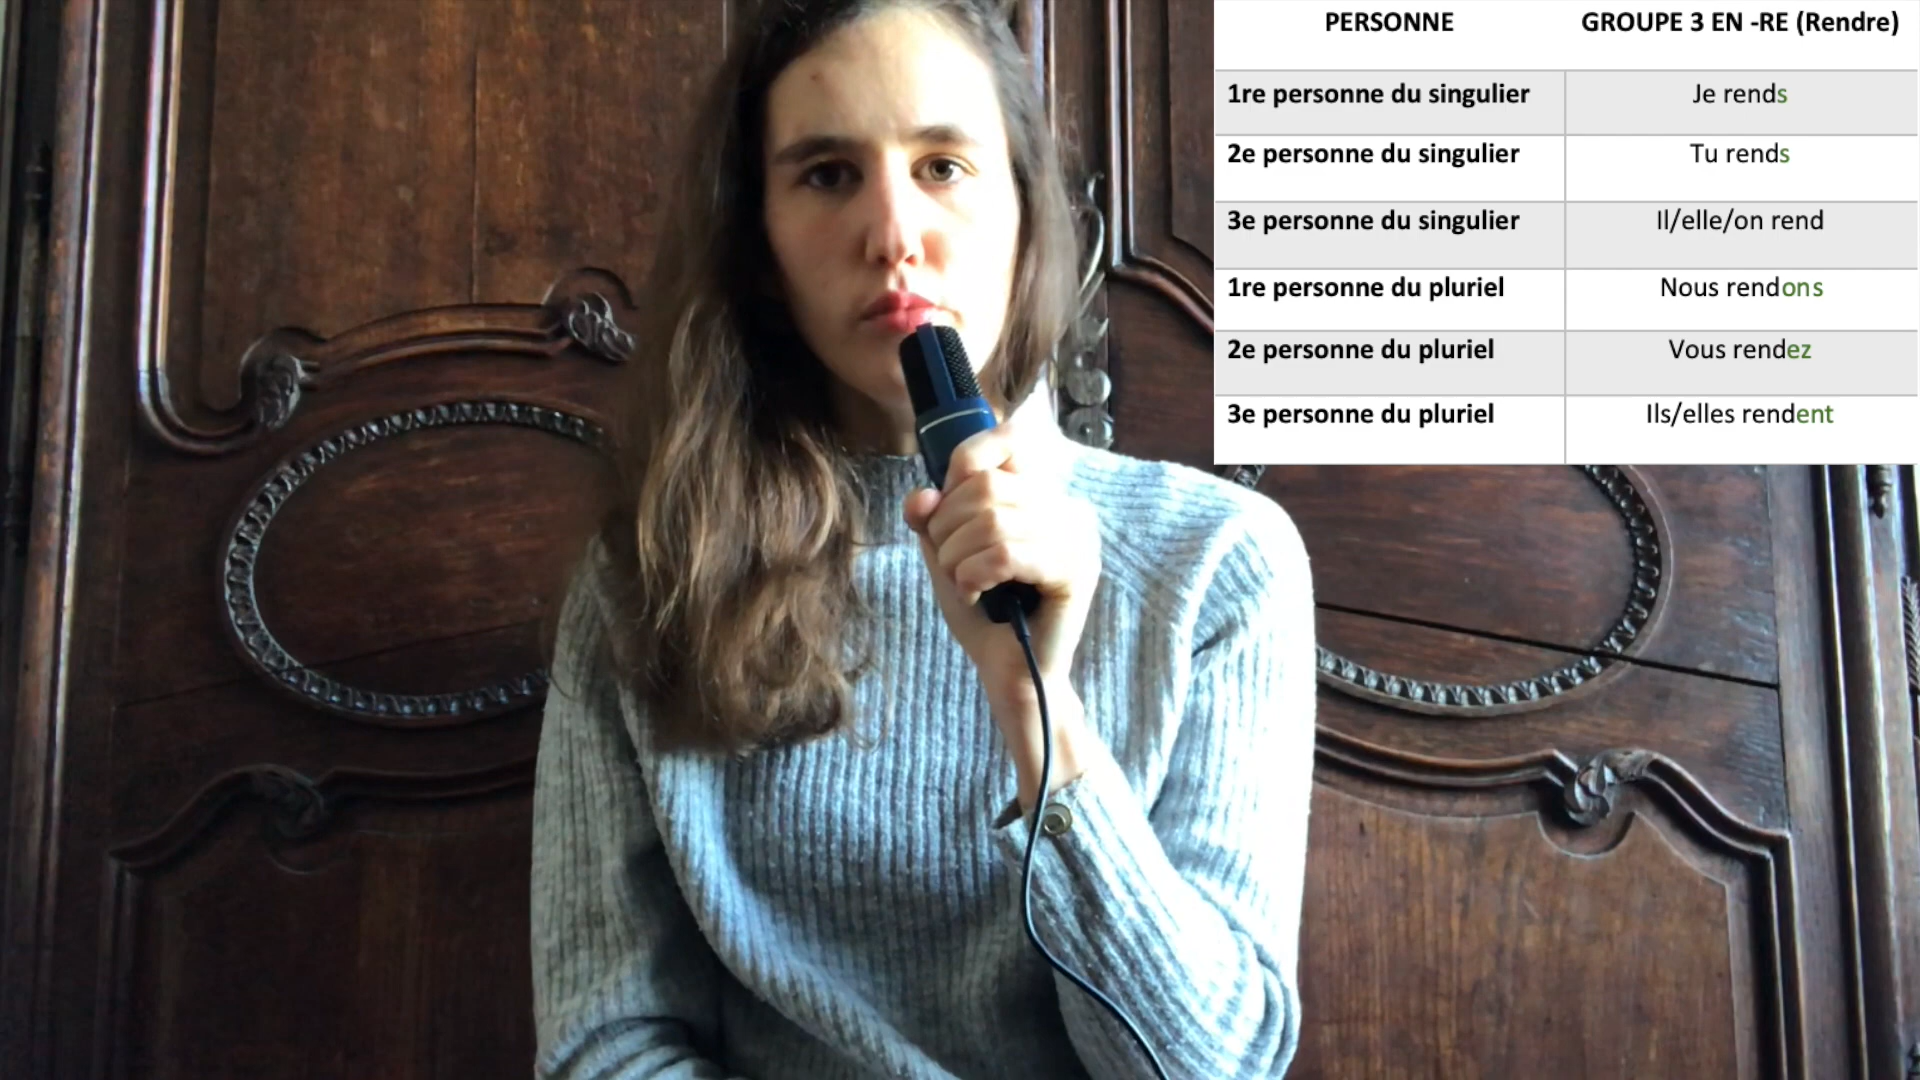 PERSONNE GROUPE 3 EN -RE (Rendre)
1re personne du singulier Je rends
2e personne du singulier Tu rends
3e personne du singulier Il/elle/on rend
1re personne du pluriel Nous rendons
2e personne du pluriel Vous rendez
3e personne du pluriel Ils/elles rendent